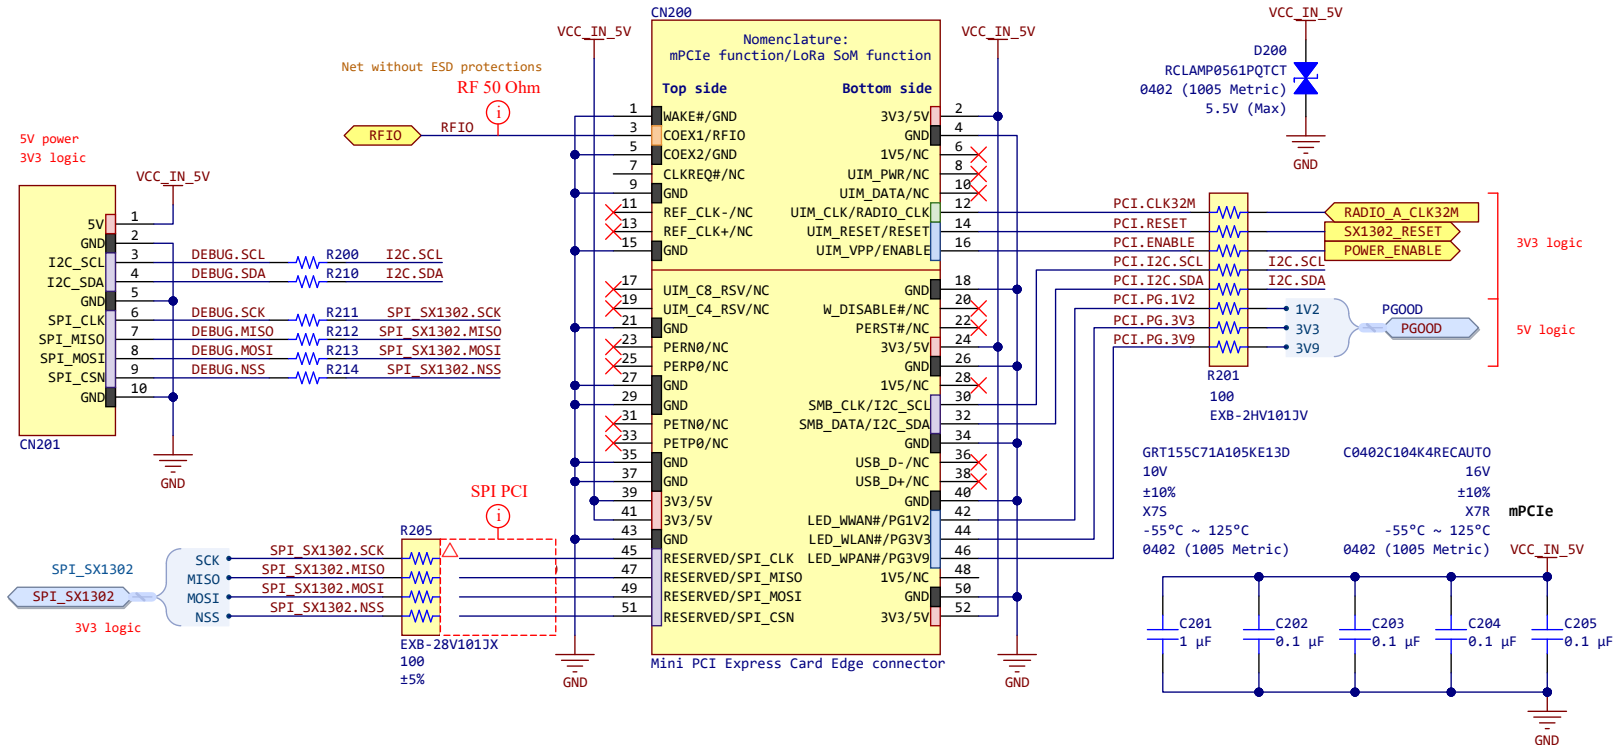 CN200
VCC_IN_5V
VCC_IN_5V
VCC_IN_5V
Nomenclature:
mPCIe function/LoRa SoM function
Top side
Bottom side
Net without ESD protections
RF 50 Ohm
i
RFIO
RFIO
1 WAKE#/GND
3 COEX1/RFIO
5 COEX2/GND
7 CLKREQ#/NC
9 GND
11 REF_CLK-/NC
13 REF_CLK+/NC
15 GND
17 UIM_C8_RSV/NC
19 UIM_C4_RSV/NC
21 GND
23 PERN0/NC
25 PERP0/NC
27 GND
29 GND
31 PETN0/NC
33 PETP0/NC
35 GND
37 GND
39 3V3/5V
41 3V3/5V
43 GND
45 RESERVED/SPI_CLK
47 RESERVED/SPI_MISO
49 RESERVED/SPI_MOSI
51 RESERVED/SPI_CSN
3V3/5V 2
GND 4
1V5/NC 6
UIM_PWR/NC 8
UIM_DATA/NC 10
UIM_CLK/RADIO_CLK 12
UIM_RESET/RESET 14
UIM_VPP/ENABLE 16
GND 18
W_DISABLE#/NC 20
PERST#/NC 22
3V3/5V 24
GND 26
1V5/NC 28
SMB_CLK/I2C_SCL 30
SMB_DATA/I2C_SDA 32
GND 34
USB_D-/NC 36
USB_D+/NC 38
GND 40
LED_WWAN#/PG1V2 42
LED_WLAN#/PG3V3 44
LED_WPAN#/PG3V9 46
1V5/NC 48
GND 50
3V3/5V 52
Mini PCI Express Card Edge connector
GND
GND
D200
RCLAMP0561PQTCT
0402 (1005 Metric)
5.5V (Max)
GND
5V power
3V3 logic
VCC_IN_5V
5V 1
GND 2
I2C_SCL 3 DEBUG.SCL R200 I2C.SCL
I2C_SDA 4 DEBUG.SDA R210 I2C.SDA
GND 5
SPI_CLK 6 DEBUG.SCK R211 SPI_SX1302.SCK
SPI_MISO 7 DEBUG.MISO R212 SPI_SX1302.MISO
SPI_MOSI 8 DEBUG.MOSI R213 SPI_SX1302.MOSI
SPI_CSN 9 DEBUG.NSS R214 SPI_SX1302.NSS
GND 10
CN201
GND
PCI.CLK32M RADIO_A_CLK32M
PCI.RESET SX1302_RESET
PCI.ENABLE POWER_ENABLE
PCI.I2C.SCL I2C.SCL
PCI.I2C.SDA I2C.SDA
PCI.PG.1V2 1V2
PCI.PG.3V3 3V3
PCI.PG.3V9 3V9
PGOOD
PGOOD
3V3 logic
5V logic
R201
100
EXB-2HV101JV
SPI PCI
i
R205
SPI_SX1302
SPI_SX1302
3V3 logic
SCK SPI_SX1302.SCK
MISO SPI_SX1302.MISO
MOSI SPI_SX1302.MOSI
NSS SPI_SX1302.NSS
EXB-28V101JX
100
±5%
GRT155C71A105KE13D
10V
±10%
X7S
-55°C ~ 125°C
0402 (1005 Metric)
C0402C104K4RECAUTO
16V
±10%
X7R
-55°C ~ 125°C
0402 (1005 Metric)
mPCIe
VCC_IN_5V
C201
1 µF
C202
0.1 µF
C203
0.1 µF
C204
0.1 µF
C205
0.1 µF
GND